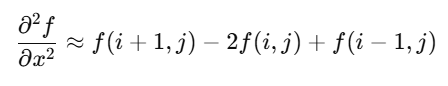 ∂²f/∂x² ≈ f(i + 1, j) − 2f(i, j) + f(i − 1, j)